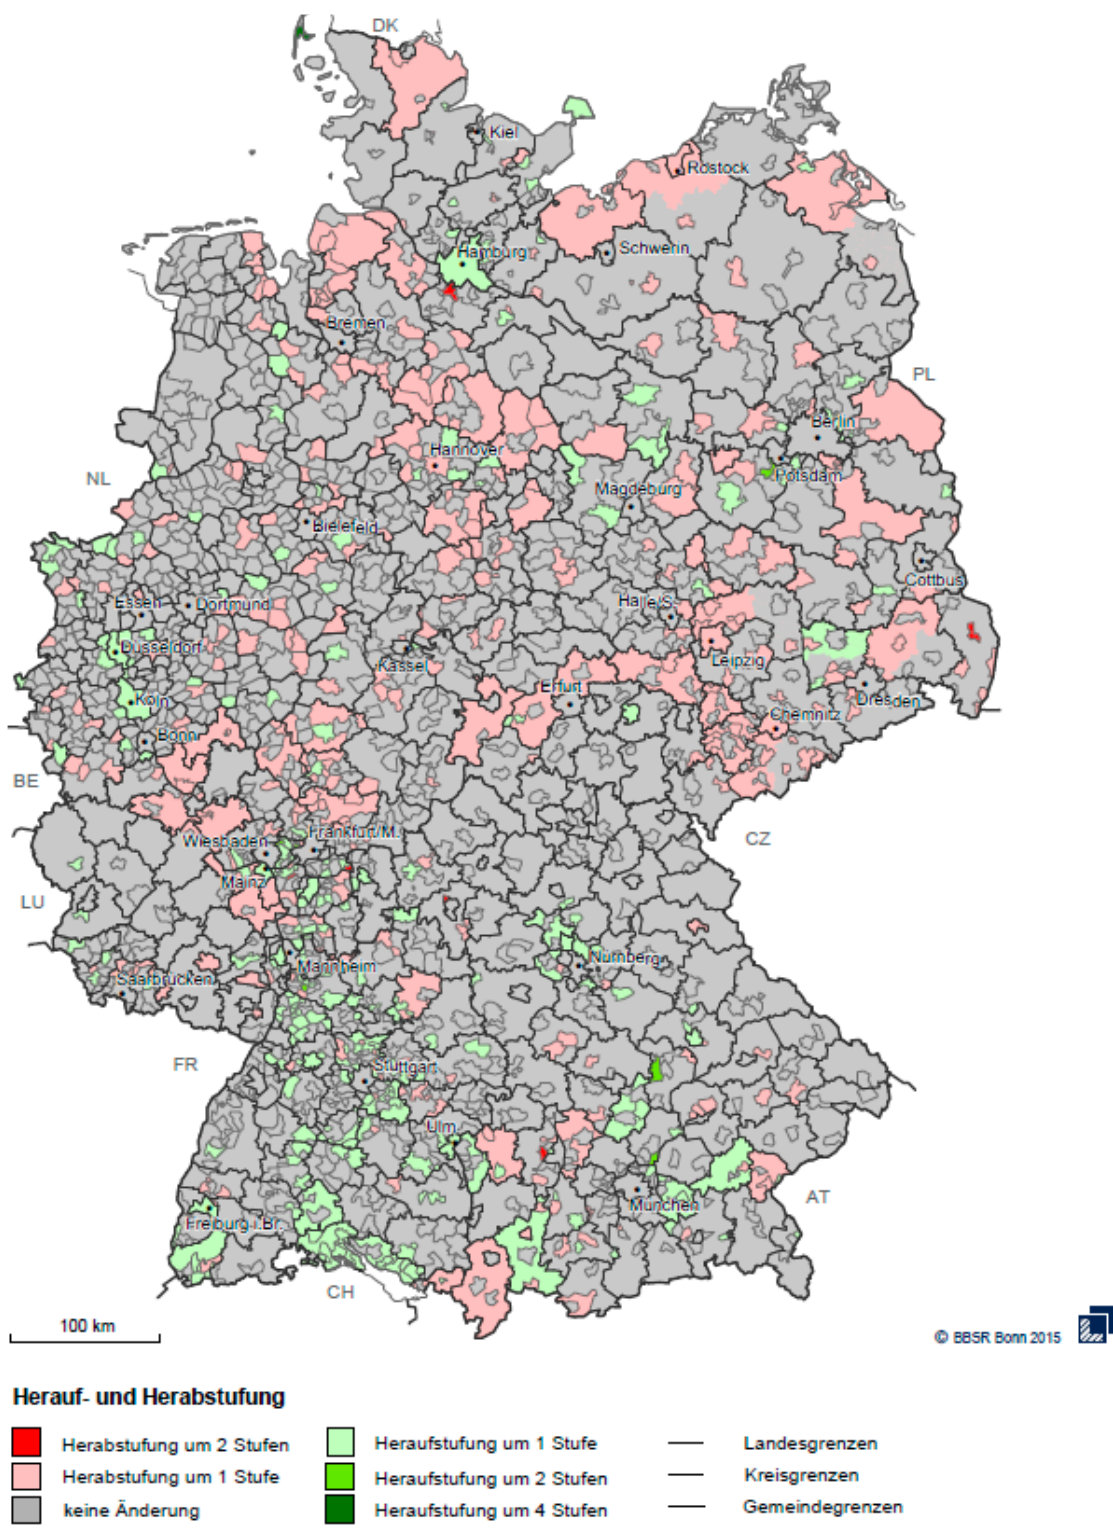 DK
Kiel
Rostock
Hamburg
Schwerin
Bremen
PL
Berlin
Hannover
NL
Potsdam
Magdeburg
Bielefeld
Cottbus
Essen
Dortmund
Halle/S.
Düsseldorf
Leipzig
Kassel
Erfurt
Köln
Dresden
Chemnitz
Bonn
BE
Wiesbaden
Frankfurt/M.
CZ
Mainz
LU
Nürnberg
Mannheim
Saarbrücken
FR
Stuttgart
Ulm
AT
München
Freiburg i.Br.
CH
100 km
© BBSR Bonn 2015
Herauf- und Herabstufung
Herabstufung um 2 Stufen
Herabstufung um 1 Stufe
keine Änderung
Heraufstufung um 1 Stufe
Heraufstufung um 2 Stufen
Heraufstufung um 4 Stufen
Landesgrenzen
Kreisgrenzen
Gemeindegrenzen